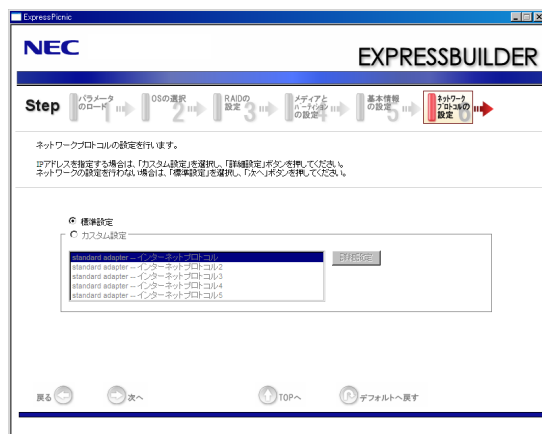 ExpressPicnic
NEC
EXPRESSBUILDER
Step
パラメータ
のロード 1
OSの選択
2
RAIDの
設定 3
メディアと
パーティション
の設定 4
基本情報
の設定 5
ネットワーク
プロトコルの
設定 6
ネットワークプロトコルの設定を行います。
IPアドレスを指定する場合は、「カスタム設定」を選択し、「詳細設定」ボタンを押してください。
ネットワークの設定を行わない場合は、「標準設定」を選択し、「次へ」ボタンを押してください。
標準設定
カスタム設定
standard adapter -- インターネットプロトコル
standard adapter -- インターネットプロトコル2
standard adapter -- インターネットプロトコル3
standard adapter -- インターネットプロトコル4
standard adapter -- インターネットプロトコル5
詳細設定
戻る
次へ
TOPへ
デフォルトへ戻す